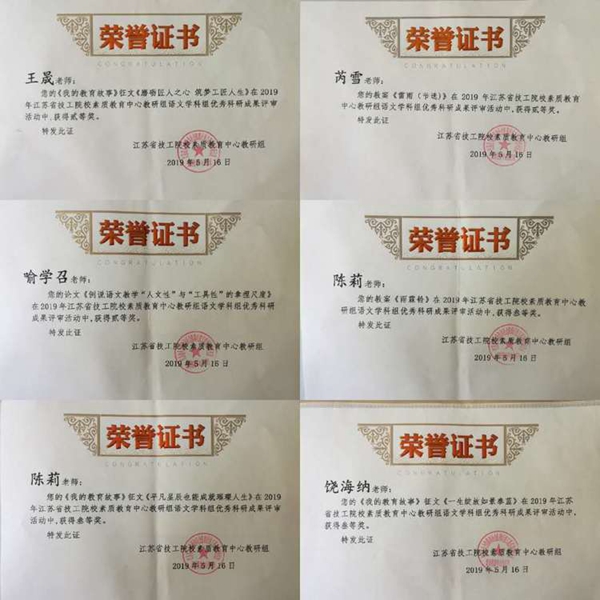 荣誉证书
CONGRATULATION
王晟老师:
您的《我的教育故事》征文《磨砺匠人之心 筑梦工匠人生》在2019
年江苏省技工院校素质教育中心教研组语文学科组优秀科研成果评审
活动中,获得贰等奖。
特发此证
江苏省技工院校素质教育中心教研组
2019年5月16日
荣誉证书
CONGRATULATION
芮雪老师:
您的教案《雷雨(节选)》在2019年江苏省技工院校素质教育
中心教研组语文学科组优秀科研成果评审活动中,获得贰等奖。
特发此证
江苏省技工院校素质教育中心教研组
2019年5月16日
荣誉证书
CONGRATULATION
喻学召老师:
您的论文《例说语文教学“人文性”与“工具性”的拿捏尺度》
在2019年江苏省技工院校素质教育中心教研组语文学科组优秀科研
成果评审活动中,获得贰等奖。
特发此证
江苏省技工院校素质教育中心教研组
2019年5月16日
荣誉证书
CONGRATULATION
陈莉老师:
您的教案《雨霖铃》在2019年江苏省技工院校素质教育中心教
研组语文学科组优秀科研成果评审活动中,获得叁等奖。
特发此证
江苏省技工院校素质教育中心教研组
2019年5月16日
荣誉证书
CONGRATULATION
陈莉老师:
您的《我的教育故事》征文《平凡星辰也能成就璀璨人生》在2019
年江苏省技工院校素质教育中心教研组语文学科组优秀科研成果评审
活动中,获得叁等奖。
特发此证
江苏省技工院校素质教育中心教研组
2019年5月16日
荣誉证书
CONGRATULATION
饶海纳老师:
您的《我的教育故事》征文《一生绽放如景泰蓝》在2019年江苏
省技工院校素质教育中心教研组语文学科组优秀科研成果评审活动
中,获得叁等奖。
特发此证
江苏省技工院校素质教育中心教研组
2019年5月16日